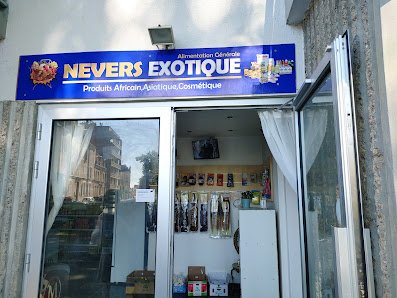 Alimentation Générale
NEVERS EXOTIQUE
Produits Africain,Asiatique,Cosmétique